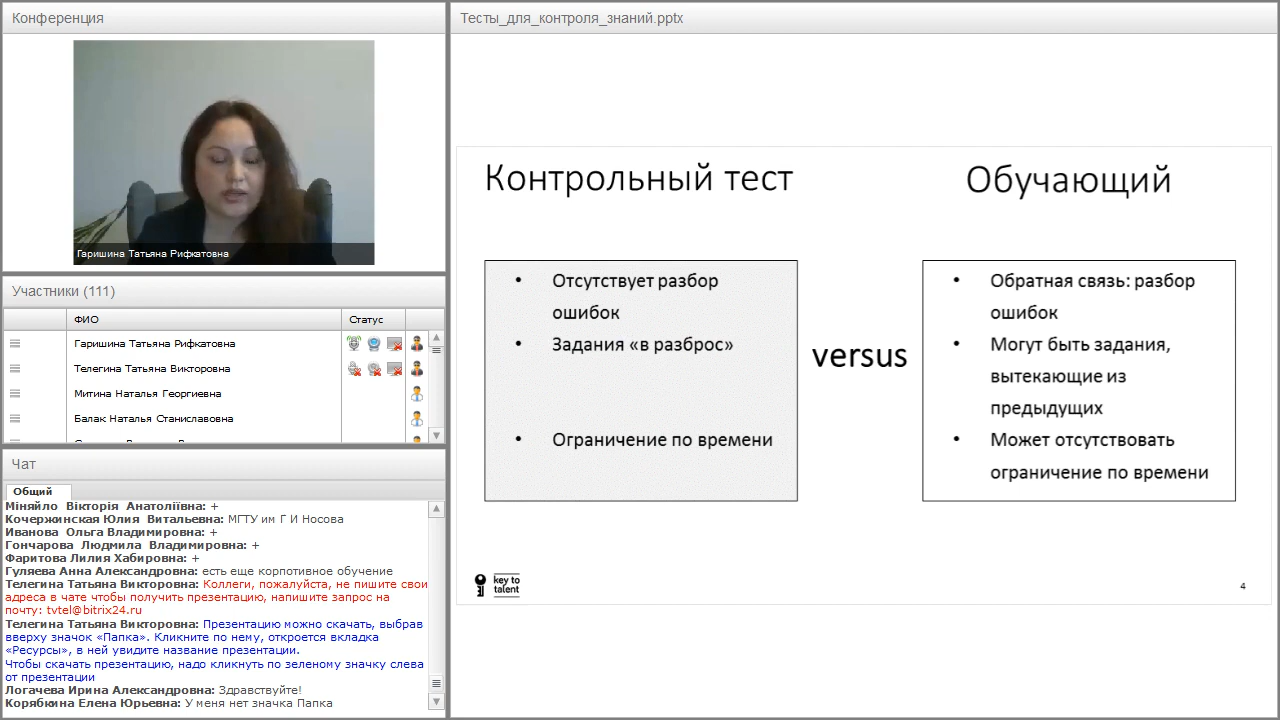 Конференция
Гаришина Татьяна Рифкатовна
Участники (111)
ФИО
Статус
Гаришина Татьяна Рифкатовна
Телегина Татьяна Викторовна
Митина Наталья Георгиевна
Балак Наталья Станиславовна
Чат
Общий
Міняйло Вікторія Анатоліївна: +
Кочержинская Юлия Витальевна: МГТУ им Г И Носова
Иванова Ольга Владимировна: +
Гончарова Людмила Владимировна: +
Фаритова Лилия Хабировна: +
Гуляева Анна Александровна: есть еще корпотивное обучение
Телегина Татьяна Викторовна: Коллеги, пожалуйста, не пишите свои
адреса в чате чтобы получить презентацию, напишите запрос на
почту: tvtel@bitrix24.ru
Телегина Татьяна Викторовна: Презентацию можно скачать, выбрав
вверху значок «Папка». Кликните по нему, откроется вкладка
«Ресурсы», в ней увидите название презентации.
Чтобы скачать презентацию, надо кликнуть по зеленому значку слева
от презентации
Логачева Ирина Александровна: Здравствуйте!
Корябкина Елена Юрьевна: У меня нет значка Папка
Тесты_для_контроля_знаний.pptx
Контрольный тест
• Отсутствует разбор
ошибок
• Задания «в разброс»
• Ограничение по времени
versus
Обучающий
• Обратная связь: разбор
ошибок
• Могут быть задания,
вытекающие из
предыдущих
• Может отсутствовать
ограничение по времени
key to
talent
4